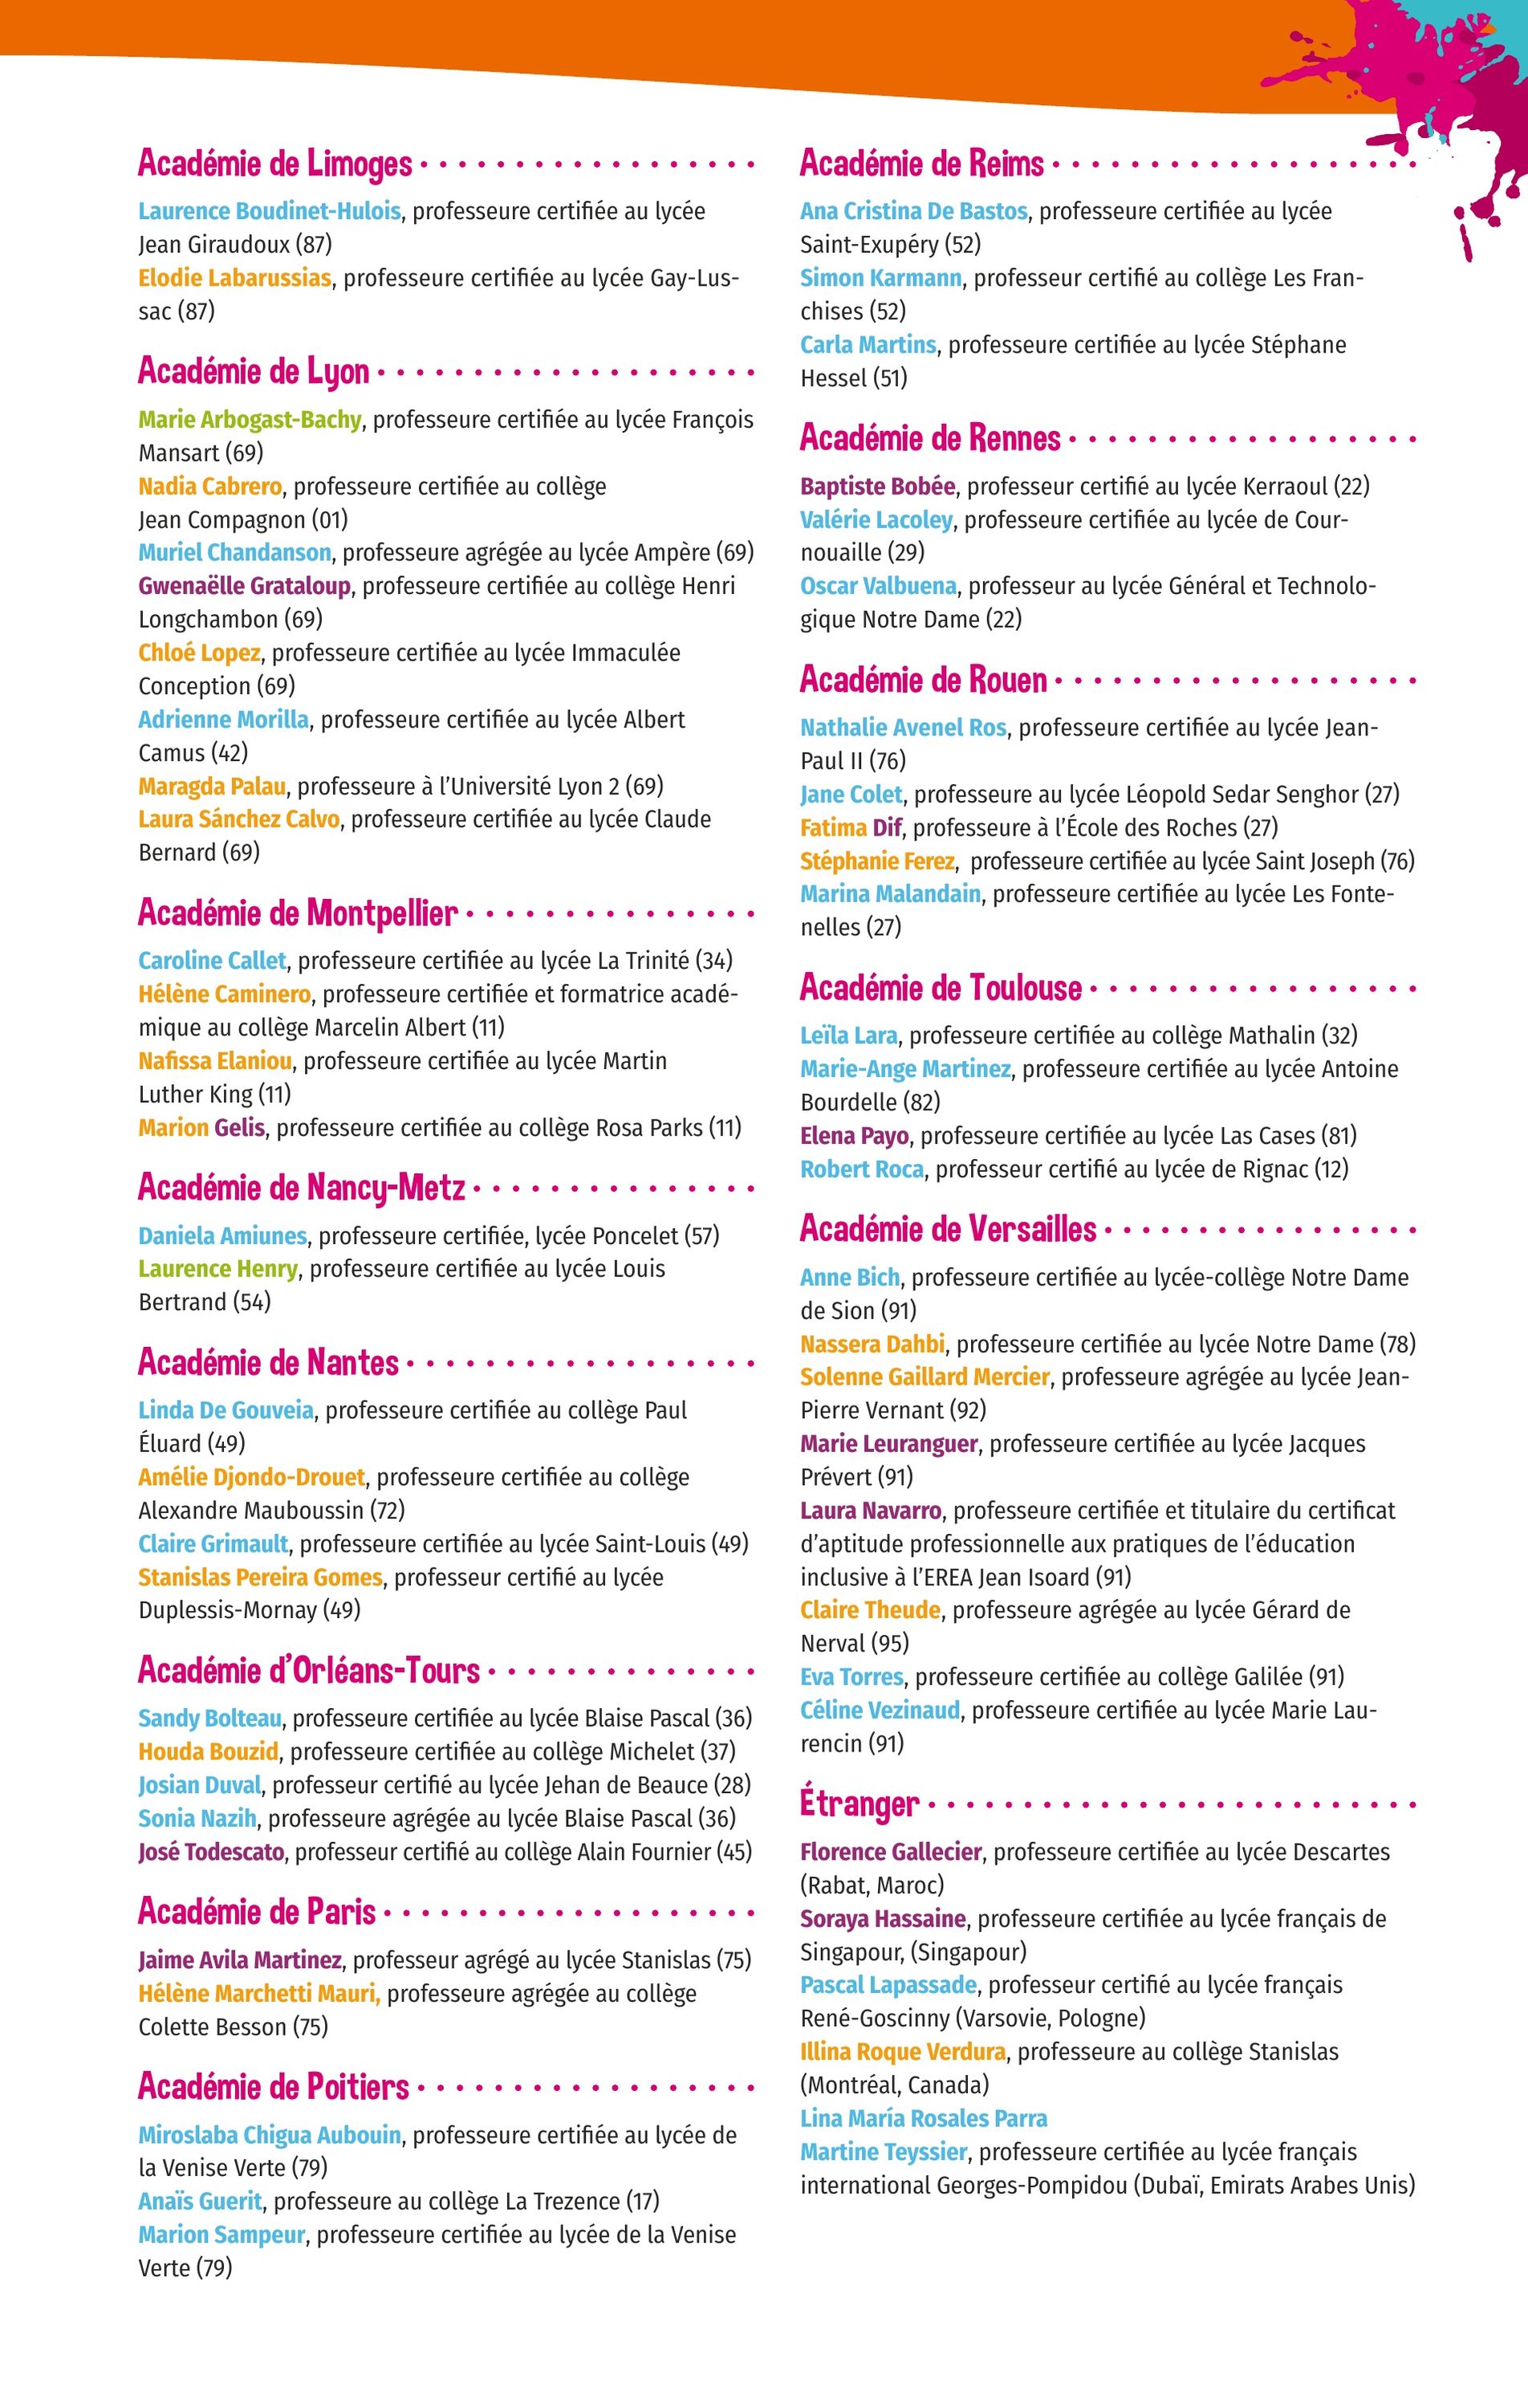 Académie de Limoges
Laurence Boudinet-Hulois, professeure certifiée au lycée
Jean Giraudoux (87)
Elodie Labarussias, professeure certifiée au lycée Gay-Lus-
sac (87)
Académie de Lyon
Marie Arbogast-Bachy, professeure certifiée au lycée François
Mansart (69)
Nadia Cabrero, professeure certifiée au collège
Jean Compagnon (01)
Muriel Chandanson, professeure agrégée au lycée Ampère (69)
Gwenaëlle Grataloup, professeure certifiée au collège Henri
Longchambon (69)
Chloé Lopez, professeure certifiée au lycée Immaculée
Conception (69)
Adrienne Morilla, professeure certifiée au lycée Albert
Camus (42)
Maragda Palau, professeure à l’Université Lyon 2 (69)
Laura Sánchez Calvo, professeure certifiée au lycée Claude
Bernard (69)
Académie de Montpellier
Caroline Callet, professeure certifiée au lycée La Trinité (34)
Hélène Caminero, professeure certifiée et formatrice acadé-
mique au collège Marcelin Albert (11)
Nafissa Elaniou, professeure certifiée au lycée Martin
Luther King (11)
Marion Gelis, professeure certifiée au collège Rosa Parks (11)
Académie de Nancy-Metz
Daniela Amiunes, professeure certifiée, lycée Poncelet (57)
Laurence Henry, professeure certifiée au lycée Louis
Bertrand (54)
Académie de Nantes
Linda De Gouveia, professeure certifiée au collège Paul
Éluard (49)
Amélie Djondo-Drouet, professeure certifiée au collège
Alexandre Mauboussin (72)
Claire Grimault, professeure certifiée au lycée Saint-Louis (49)
Stanislas Pereira Gomes, professeur certifié au lycée
Duplessis-Mornay (49)
Académie d’Orléans-Tours
Sandy Bolteau, professeure certifiée au lycée Blaise Pascal (36)
Houda Bouzid, professeure certifiée au collège Michelet (37)
Josian Duval, professeur certifié au lycée Jehan de Beauce (28)
Sonia Nazih, professeure agrégée au lycée Blaise Pascal (36)
José Todescato, professeur certifié au collège Alain Fournier (45)
Académie de Paris
Jaime Avila Martinez, professeur agrégé au lycée Stanislas (75)
Hélène Marchetti Mauri, professeure agrégée au collège
Colette Besson (75)
Académie de Poitiers
Miroslaba Chigua Aubouin, professeure certifiée au lycée de
la Venise Verte (79)
Anaïs Guerit, professeure au collège La Trezence (17)
Marion Sampeur, professeure certifiée au lycée de la Venise
Verte (79)
Académie de Reims
Ana Cristina De Bastos, professeure certifiée au lycée
Saint-Exupéry (52)
Simon Karmann, professeur certifié au collège Les Fran-
chises (52)
Carla Martins, professeure certifiée au lycée Stéphane
Hessel (51)
Académie de Rennes
Baptiste Bobée, professeur certifié au lycée Kerraoul (22)
Valérie Lacoley, professeure certifiée au lycée de Cour-
nouaille (29)
Oscar Valbuena, professeur au lycée Général et Technolo-
gique Notre Dame (22)
Académie de Rouen
Nathalie Avenel Ros, professeure certifiée au lycée Jean-
Paul II (76)
Jane Colet, professeure au lycée Léopold Sedar Senghor (27)
Fatima Dif, professeure à l’École des Roches (27)
Stéphanie Ferez, professeure certifiée au lycée Saint Joseph (76)
Marina Malandain, professeure certifiée au lycée Les Fonte-
nelles (27)
Académie de Toulouse
Leïla Lara, professeure certifiée au collège Mathalin (32)
Marie-Ange Martinez, professeure certifiée au lycée Antoine
Bourdelle (82)
Elena Payo, professeure certifiée au lycée Las Cases (81)
Robert Roca, professeur certifié au lycée de Rignac (12)
Académie de Versailles
Anne Bich, professeure certifiée au lycée-collège Notre Dame
de Sion (91)
Nassera Dahbi, professeure certifiée au lycée Notre Dame (78)
Solenne Gaillard Mercier, professeure agrégée au lycée Jean-
Pierre Vernant (92)
Marie Leuranguer, professeure certifiée au lycée Jacques
Prévert (91)
Laura Navarro, professeure certifiée et titulaire du certificat
d’aptitude professionnelle aux pratiques de l’éducation
inclusive à l’EREA Jean Isoard (91)
Claire Theude, professeure agrégée au lycée Gérard de
Nerval (95)
Eva Torres, professeure certifiée au collège Galilée (91)
Céline Vezinaud, professeure certifiée au lycée Marie Lau-
rencin (91)
Étranger
Florence Gallecier, professeure certifiée au lycée Descartes
(Rabat, Maroc)
Soraya Hassaine, professeure certifiée au lycée français de
Singapour, (Singapour)
Pascal Lapassade, professeur certifié au lycée français
René-Goscinny (Varsovie, Pologne)
Illina Roque Verdura, professeure au collège Stanislas
(Montréal, Canada)
Lina María Rosales Parra
Martine Teyssier, professeure certifiée au lycée français
international Georges-Pompidou (Dubaï, Emirats Arabes Unis)